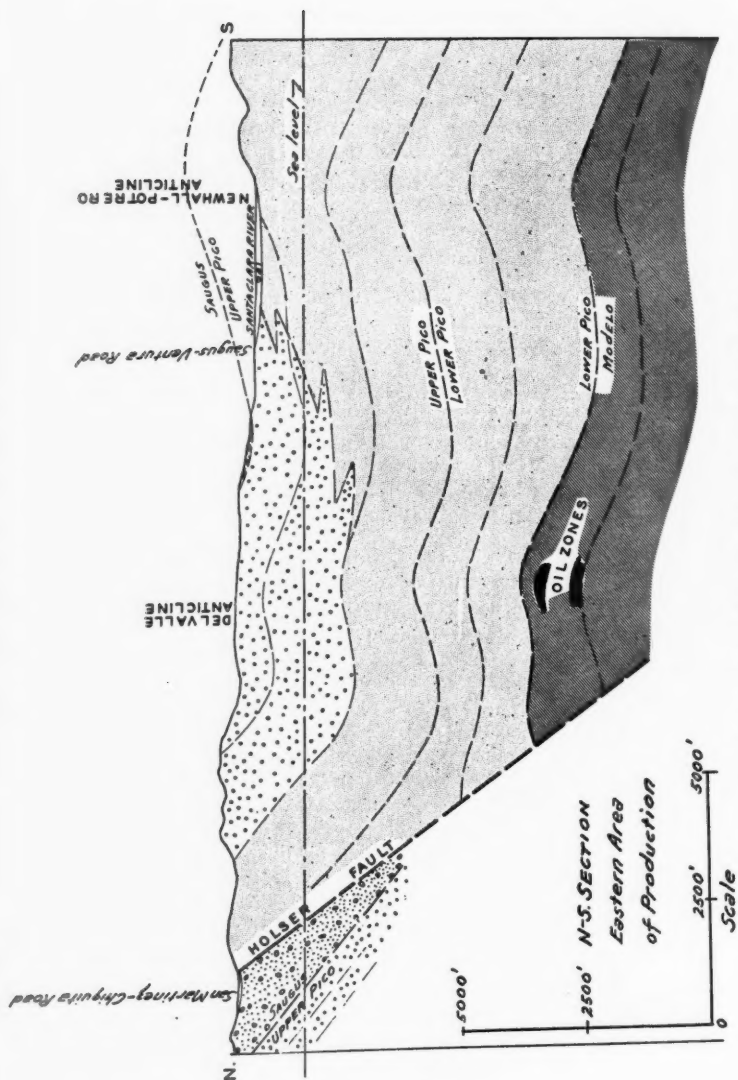 N
S
San Martinez-Chiquita Road
DEL VALLE
ANTICLINE
Saugus-Ventura Road
SAUGUS
UPPER PICO
SANTA CLARA RIVER
NEWHALL-POTRERO
ANTICLINE
Sea level
HOLSER FAULT
SAUGUS
UPPER PICO
UPPER PICO
LOWER PICO
LOWER PICO
MODELO
OIL ZONES
N-S. SECTION
Eastern Area
of Production
5000'
2500'
0
2500'
5000'
Scale